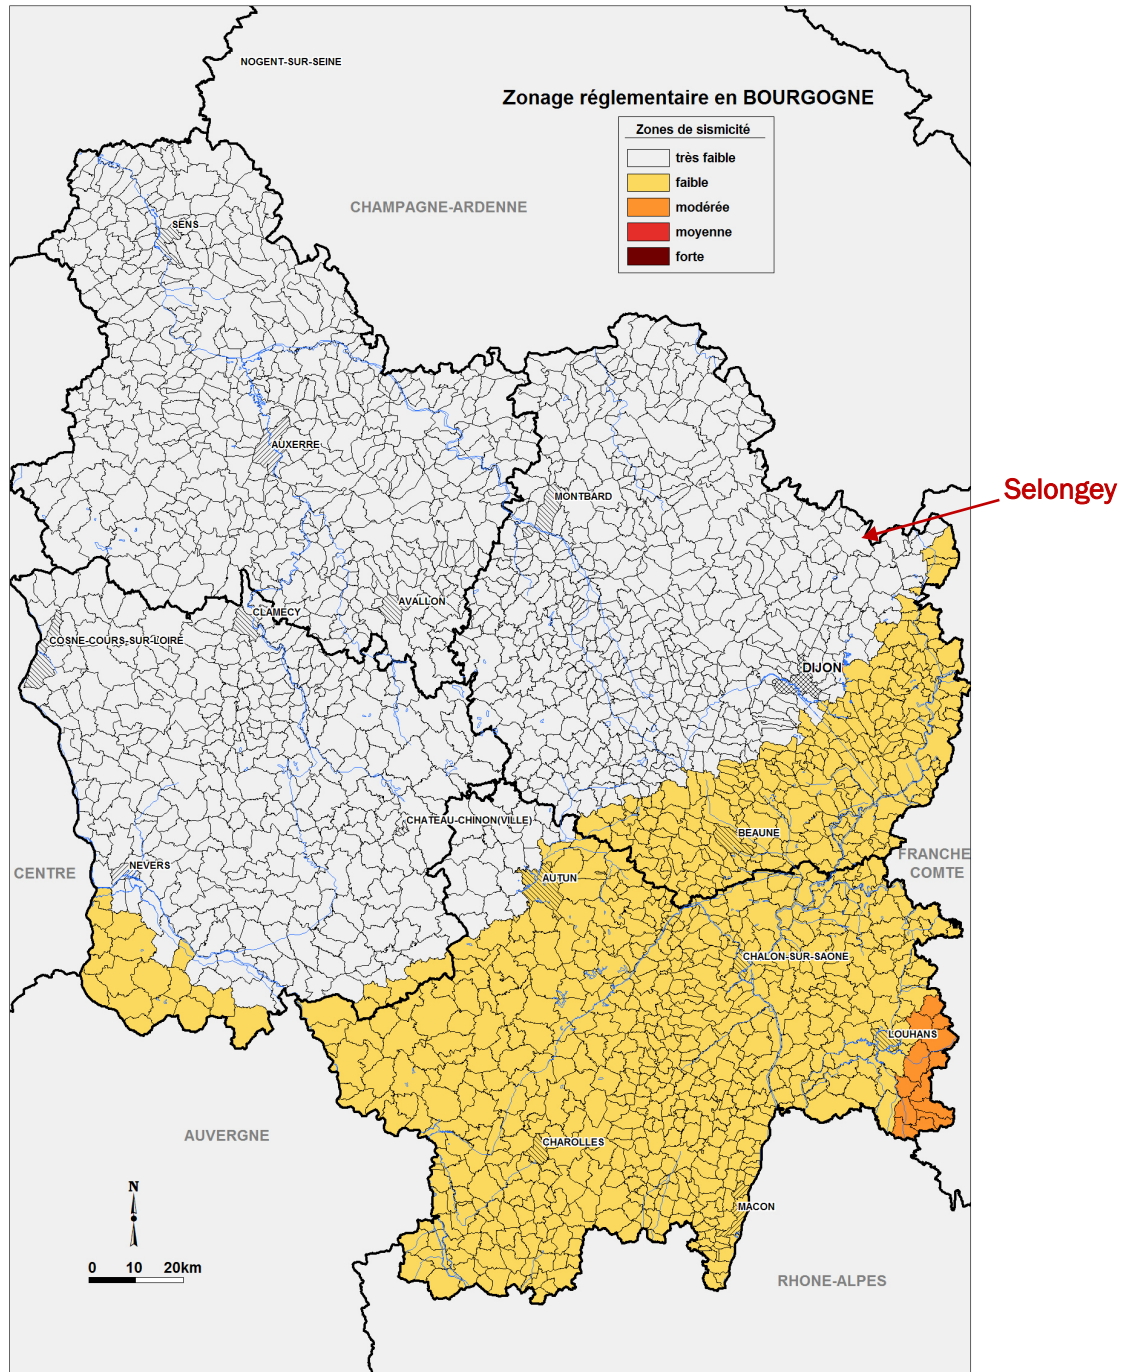 NOGENT-SUR-SEINE
Zonage réglementaire en BOURGOGNE
Zones de sismicité
très faible
faible
modérée
moyenne
forte
CHAMPAGNE-ARDENNE
SENS
AUXERRE
MONTBARD
Selongey
AVALLON
CLAMECY
COSNE-COURS-SUR-LOIRE
DIJON
CHATEAU-CHINON(VILLE)
BEAUNE
NEVERS
CENTRE
AUTUN
FRANCHE
COMTE
CHALON-SUR-SAONE
LOUHANS
AUVERGNE
CHAROLLES
N
MACON
0 10 20km
RHONE-ALPES